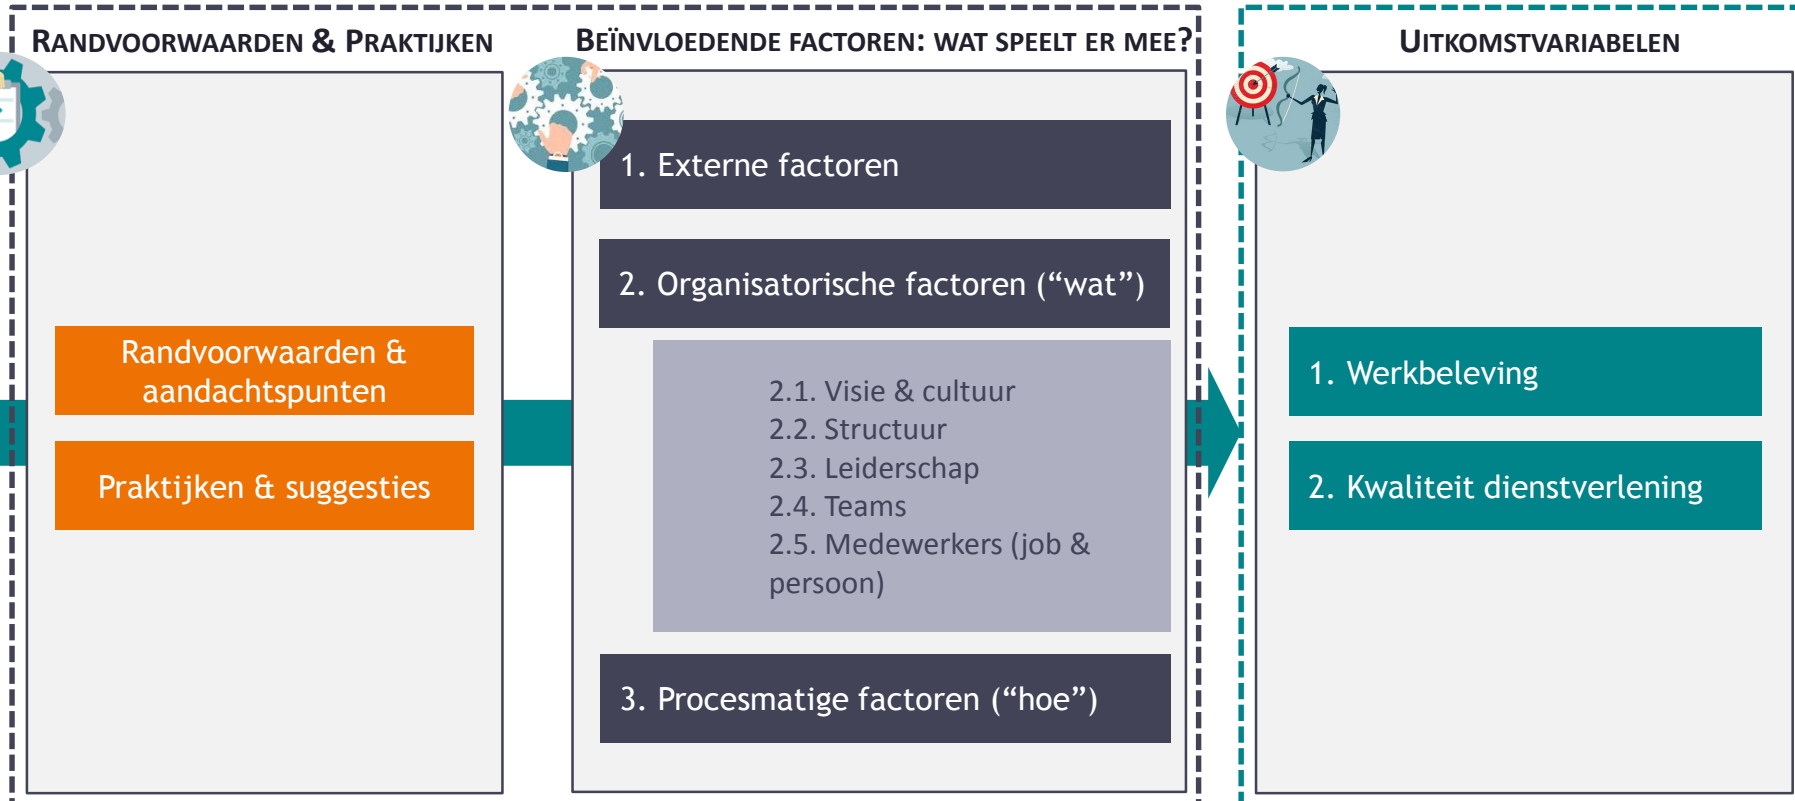 RANDVOORWAARDEN & PRAKTIJKEN
Randvoorwaarden &
aandachtspunten
Praktijken & suggesties
BEÏNVLOEDENDE FACTOREN: WAT SPEELT ER MEE?
1. Externe factoren
2. Organisatorische factoren (“wat”)
2.1. Visie & cultuur
2.2. Structuur
2.3. Leiderschap
2.4. Teams
2.5. Medewerkers (job &
persoon)
3. Procesmatige factoren (“hoe”)
UITKOMSTVARIABELEN
1. Werkbeleving
2. Kwaliteit dienstverlening